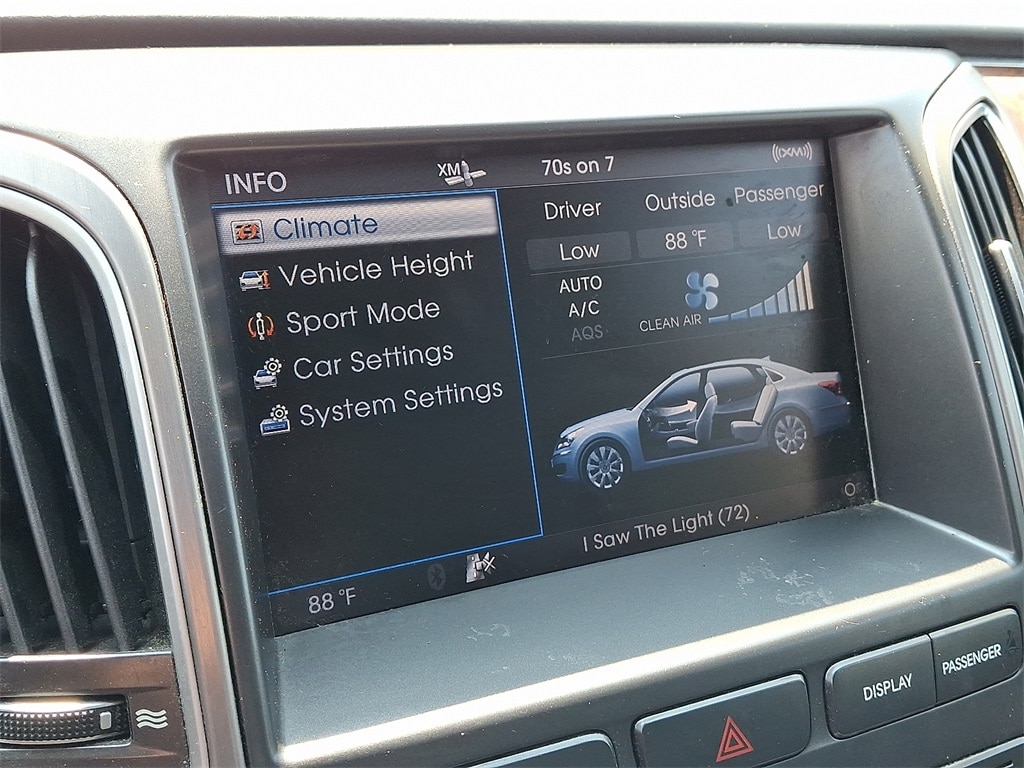 INFO
XM
70s on 7
((XM))
Climate
Vehicle Height
Sport Mode
Car Settings
System Settings
Driver
Outside
Passenger
Low
88 °F
Low
AUTO
A/C
AQS
CLEAN AIR
I Saw The Light (72)
88 °F
DISPLAY
PASSENGER